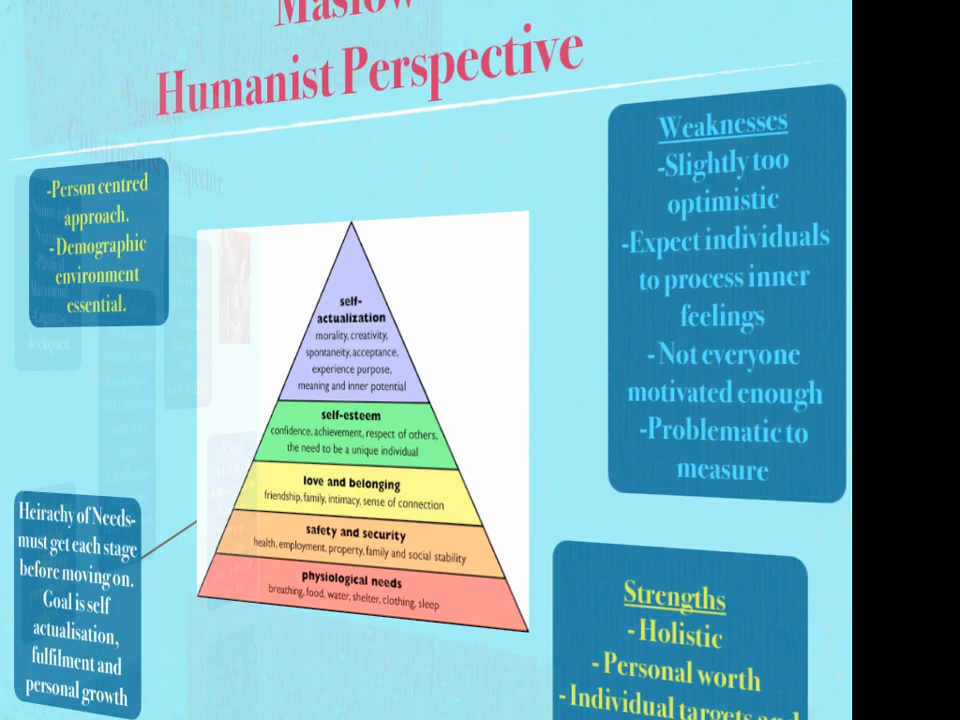 Maslow
Humanist Perspective
-Person centred
approach.
-Demographic
environment
essential.
Heirachy of Needs-
must get each stage
before moving on.
Goal is self
actualisation,
fulfilment and
personal growth
self-
actualization
morality, creativity,
spontaneity, acceptance,
experience purpose,
meaning and inner potential
self-esteem
confidence, achievement, respect of others,
the need to be a unique individual
love and belonging
friendship, family, intimacy, sense of connection
safety and security
health, employment, property, family and social stability
physiological needs
breathing, food, water, shelter, clothing, sleep
Weaknesses
-Slightly too
optimistic
-Expect individuals
to process inner
feelings
- Not everyone
motivated enough
-Problematic to
measure
Strengths
- Holistic
- Personal worth
- Individual targets and
Constructivist Perspective